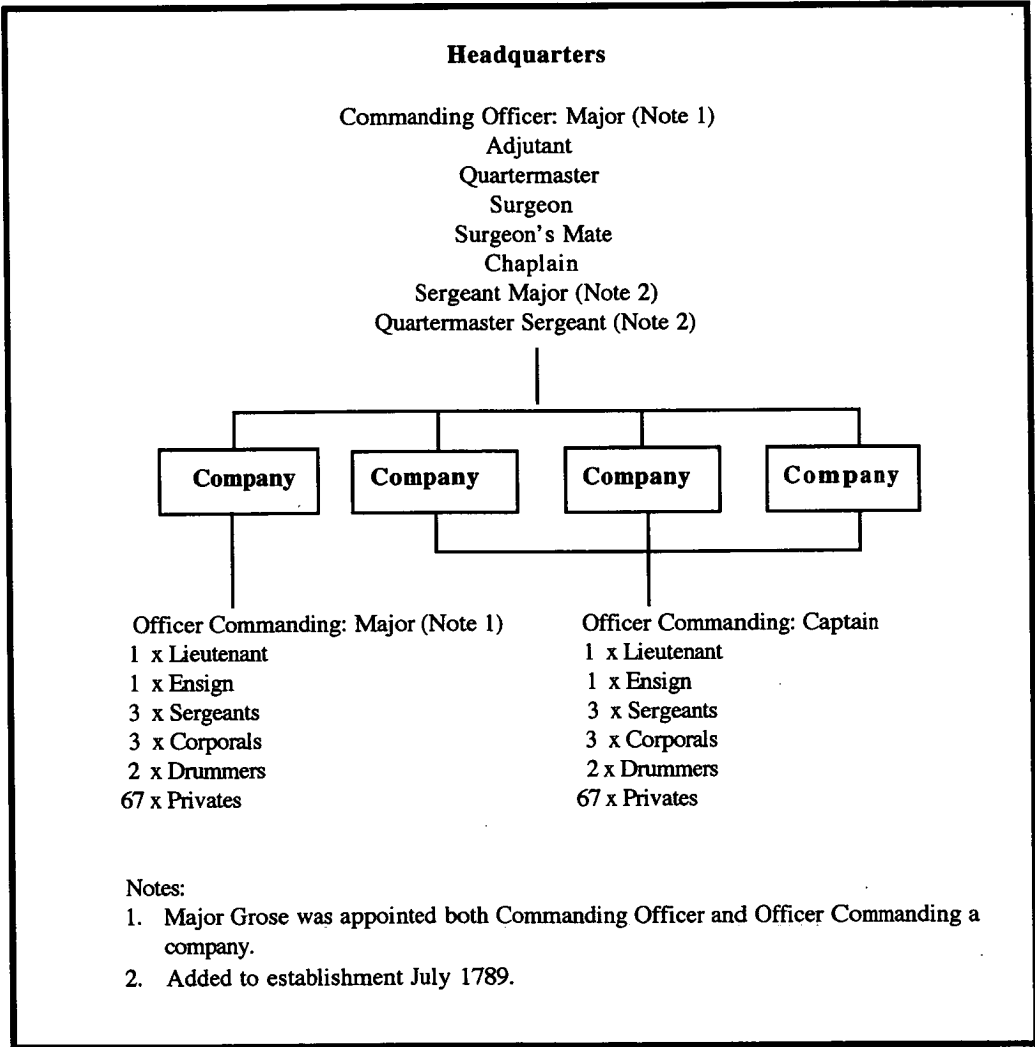 Headquarters
Commanding Officer: Major (Note 1)
Adjutant
Quartermaster
Surgeon
Surgeon's Mate
Chaplain
Sergeant Major (Note 2)
Quartermaster Sergeant (Note 2)
Company Company Company Company
Officer Commanding: Major (Note 1)
1 x Lieutenant
1 x Ensign
3 x Sergeants
3 x Corporals
2 x Drummers
67 x Privates
Officer Commanding: Captain
1 x Lieutenant
1 x Ensign
3 x Sergeants
3 x Corporals
2 x Drummers
67 x Privates
Notes:
1. Major Grose was appointed both Commanding Officer and Officer Commanding a
company.
2. Added to establishment July 1789.